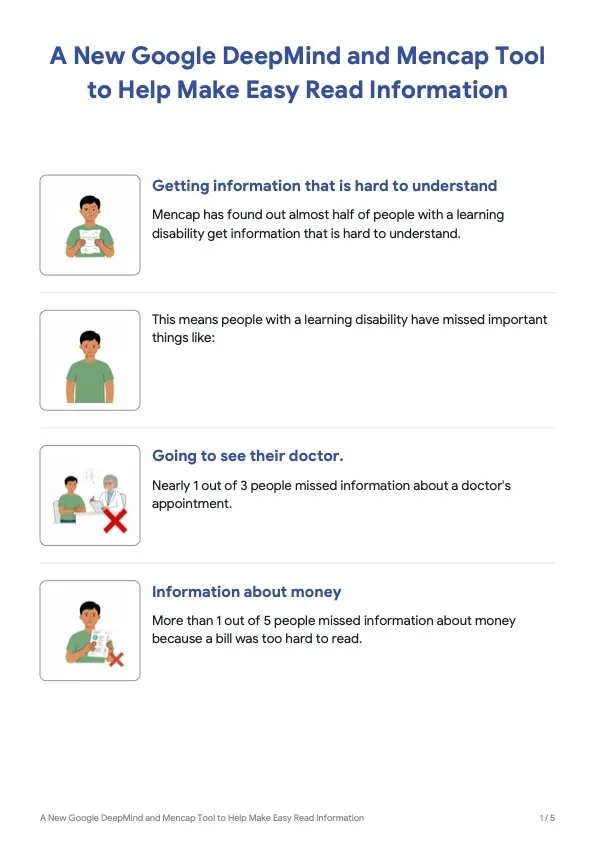 A New Google DeepMind and Mencap Tool
to Help Make Easy Read Information
Getting information that is hard to understand
Mencap has found out almost half of people with a learning
disability get information that is hard to understand.
This means people with a learning disability have missed important
things like:
Going to see their doctor.
Nearly 1 out of 3 people missed information about a doctor's
appointment.
Information about money
More than 1 out of 5 people missed information about money
because a bill was too hard to read.
A New Google DeepMind and Mencap Tool to Help Make Easy Read Information
1 / 5